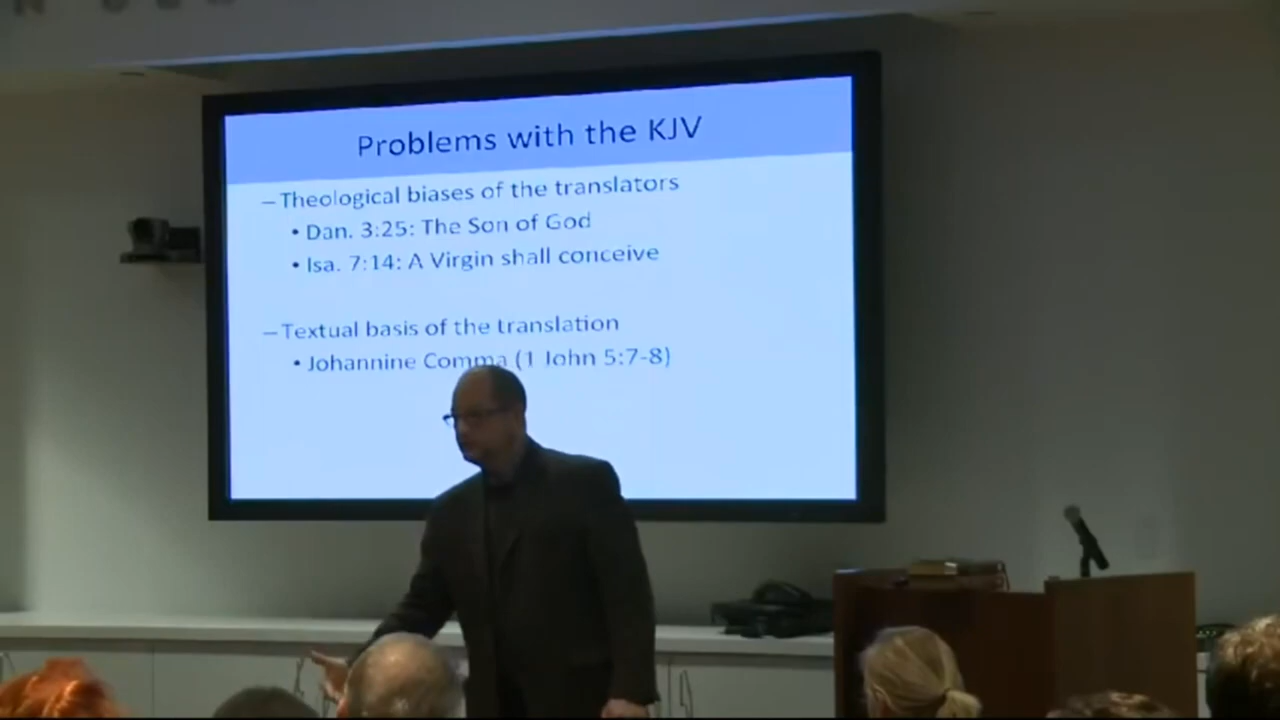 Problems with the KJV
– Theological biases of the translators
• Dan. 3:25: The Son of God
• Isa. 7:14: A Virgin shall conceive
– Textual basis of the translation
• Johannine Comma (1 John 5:7-8)